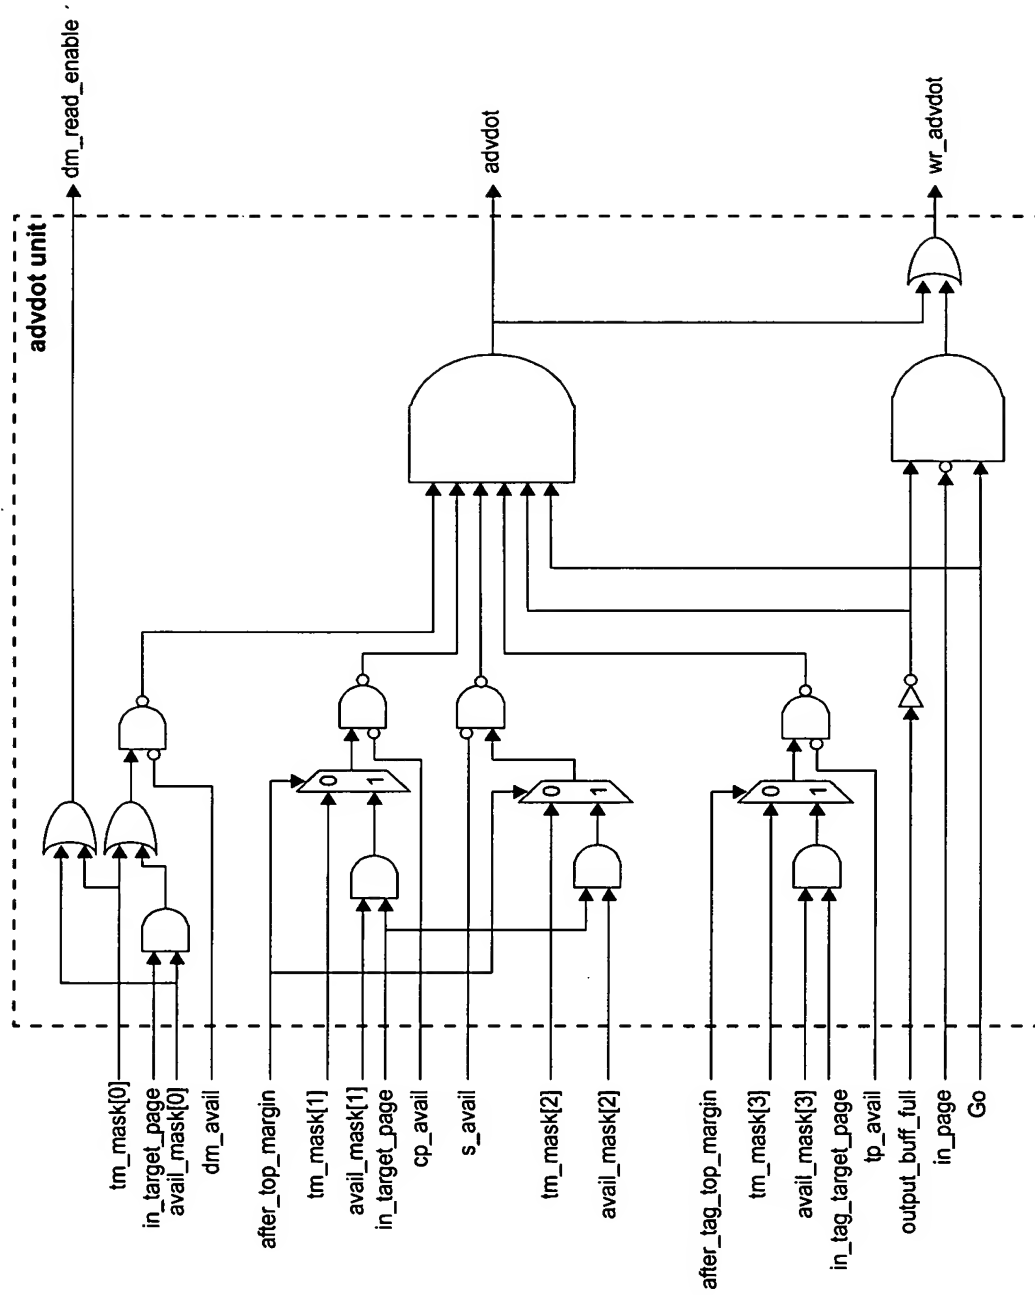 dm_read_enable
advdot
wr_advdot
advdot unit
0
1
0
1
0
1
tm_mask[0]
in_target_page
avail_mask[0]
dm_avail
after_top_margin
tm_mask[1]
avail_mask[1]
in_target_page
cp_avail
s_avail
tm_mask[2]
avail_mask[2]
after_tag_top_margin
tm_mask[3]
avail_mask[3]
in_tag_target_page
tp_avail
output_buff_full
in_page
Go